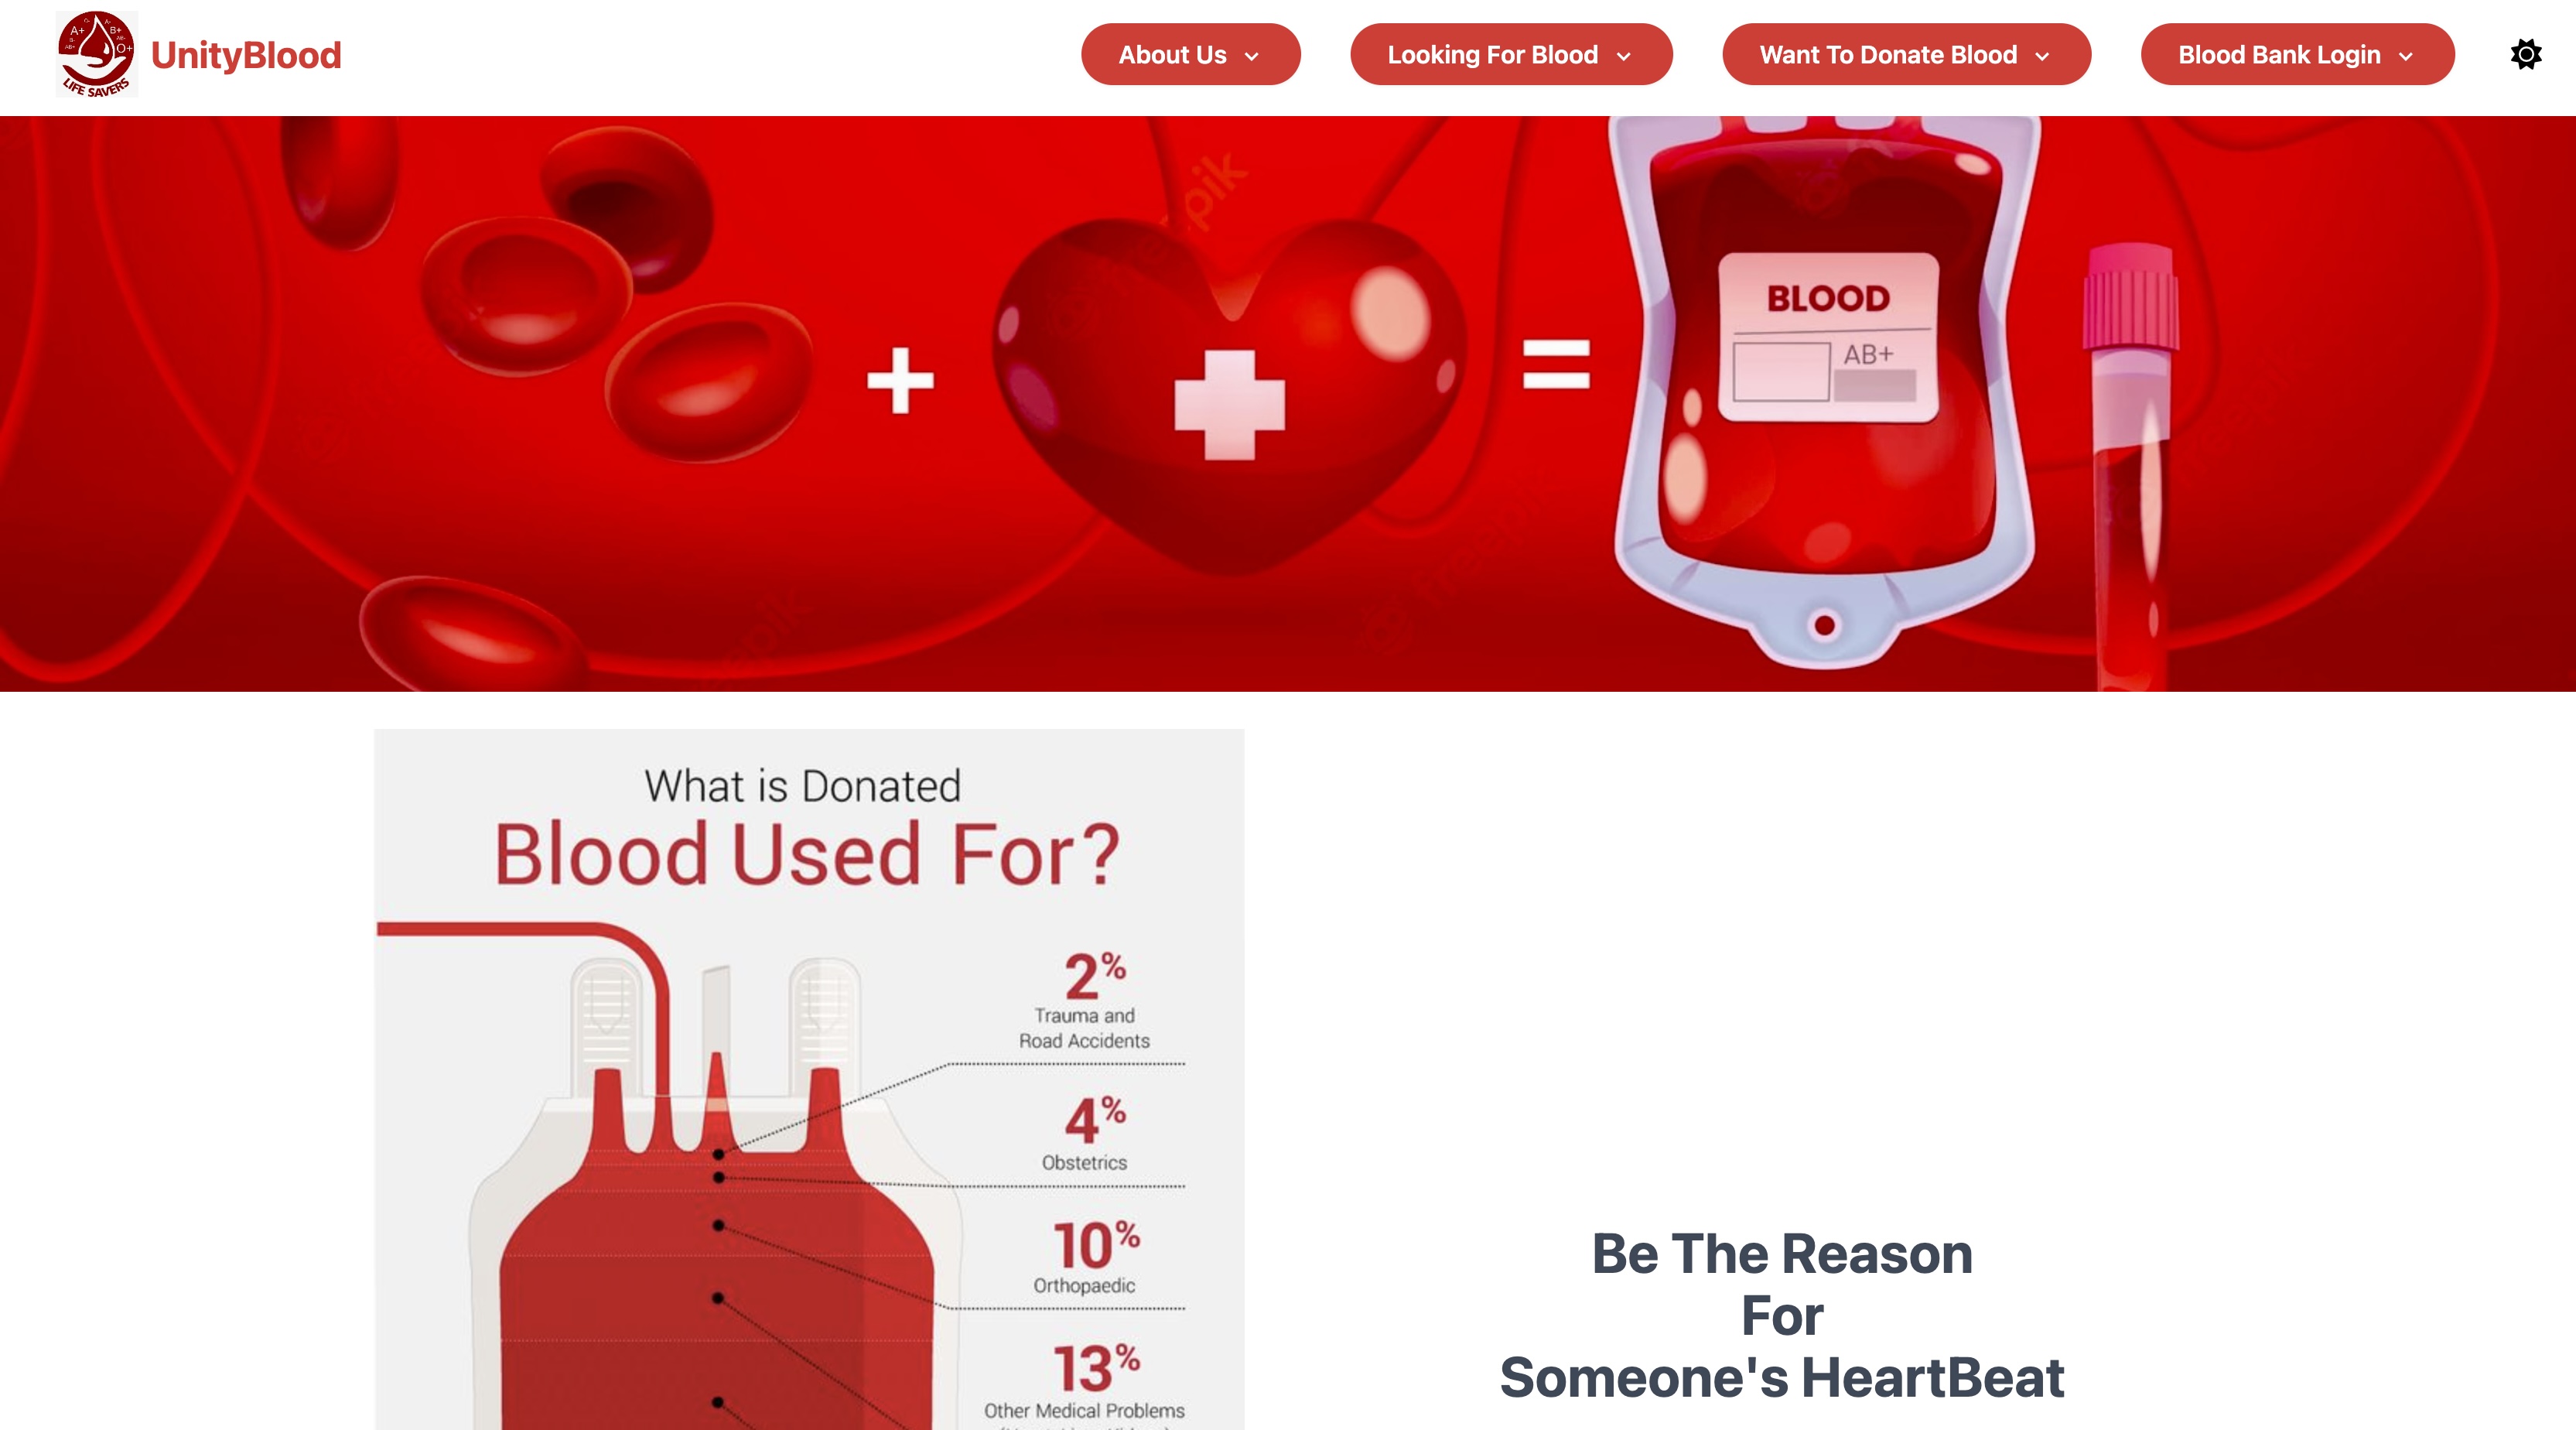 UnityBlood
A+
B+
O+
LIFE SAVERS
About Us
Looking For Blood
Want To Donate Blood
Blood Bank Login
BLOOD
AB+
freepik
What is Donated
Blood Used For?
2%
Trauma and
Road Accidents
4%
Obstetrics
10%
Orthopaedic
13%
Other Medical Problems
Be The Reason
For
Someone's HeartBeat